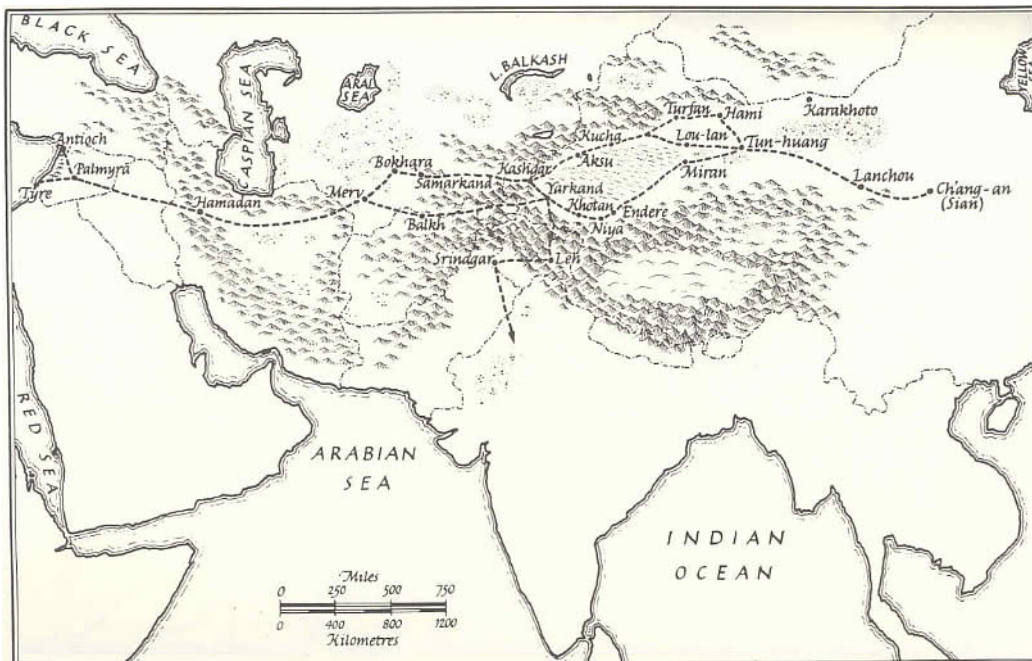 BLACK SEA
CASPIAN SEA
ARAL
SEA
L. BALKASH
YELLOW
Antioch
Palmyra
Tyre
Hamadan
Merv
Bokhara
Samarkand
Balkh
Kashgar
Yarkand
Kucha
Aksu
Turfan
Hami
Lou-lan
Karakhoto
Tun-huang
Miran
Khotan
Endere
Niya
Lanchou
Ch'ang-an
(Sian)
Srindgar
Leh
RED SEA
ARABIAN
SEA
INDIAN
OCEAN
Miles
0 250 500 750
0 400 800 1200
Kilometres